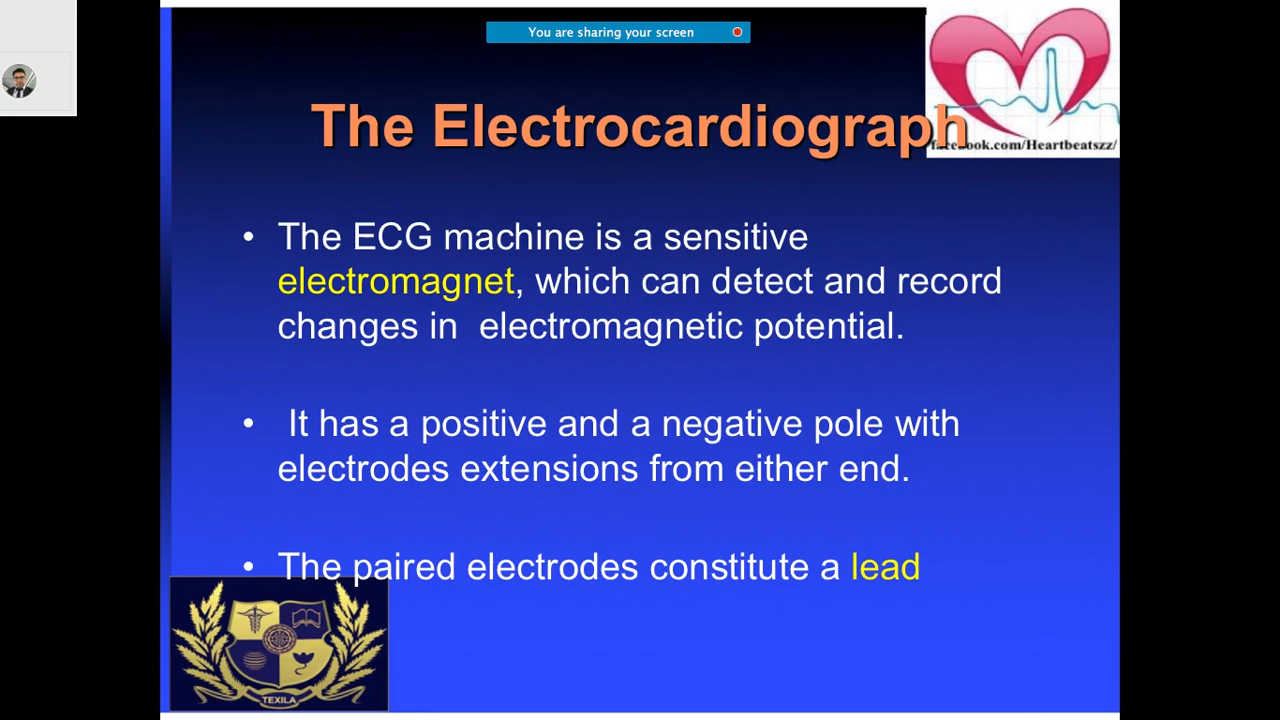 You are sharing your screen
The Electrocardiograph
facebook.com/Heartbeatszz/
• The ECG machine is a sensitive
electromagnet, which can detect and record
changes in electromagnetic potential.
• It has a positive and a negative pole with
electrodes extensions from either end.
• The paired electrodes constitute a lead
TEXILA